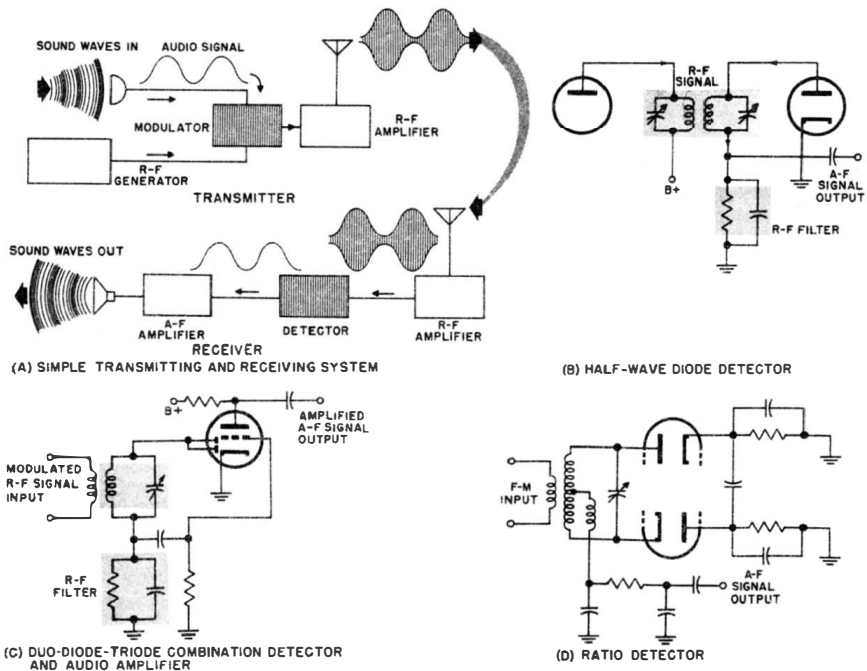 SOUND WAVES IN
AUDIO SIGNAL
MODULATOR
R-F
AMPLIFIER
R-F
GENERATOR
TRANSMITTER
SOUND WAVES OUT
A-F
AMPLIFIER
DETECTOR
R-F
AMPLIFIER
RECEIVER
(A) SIMPLE TRANSMITTING AND RECEIVING SYSTEM
R-F
SIGNAL
B+
A-F
SIGNAL
OUTPUT
R-F FILTER
(B) HALF-WAVE DIODE DETECTOR
B+
AMPLIFIED
A-F SIGNAL
OUTPUT
MODULATED
R-F SIGNAL
INPUT
R-F
FILTER
(C) DUO-DIODE-TRIODE COMBINATION DETECTOR
AND AUDIO AMPLIFIER
F-M
INPUT
A-F
SIGNAL
OUTPUT
(D) RATIO DETECTOR